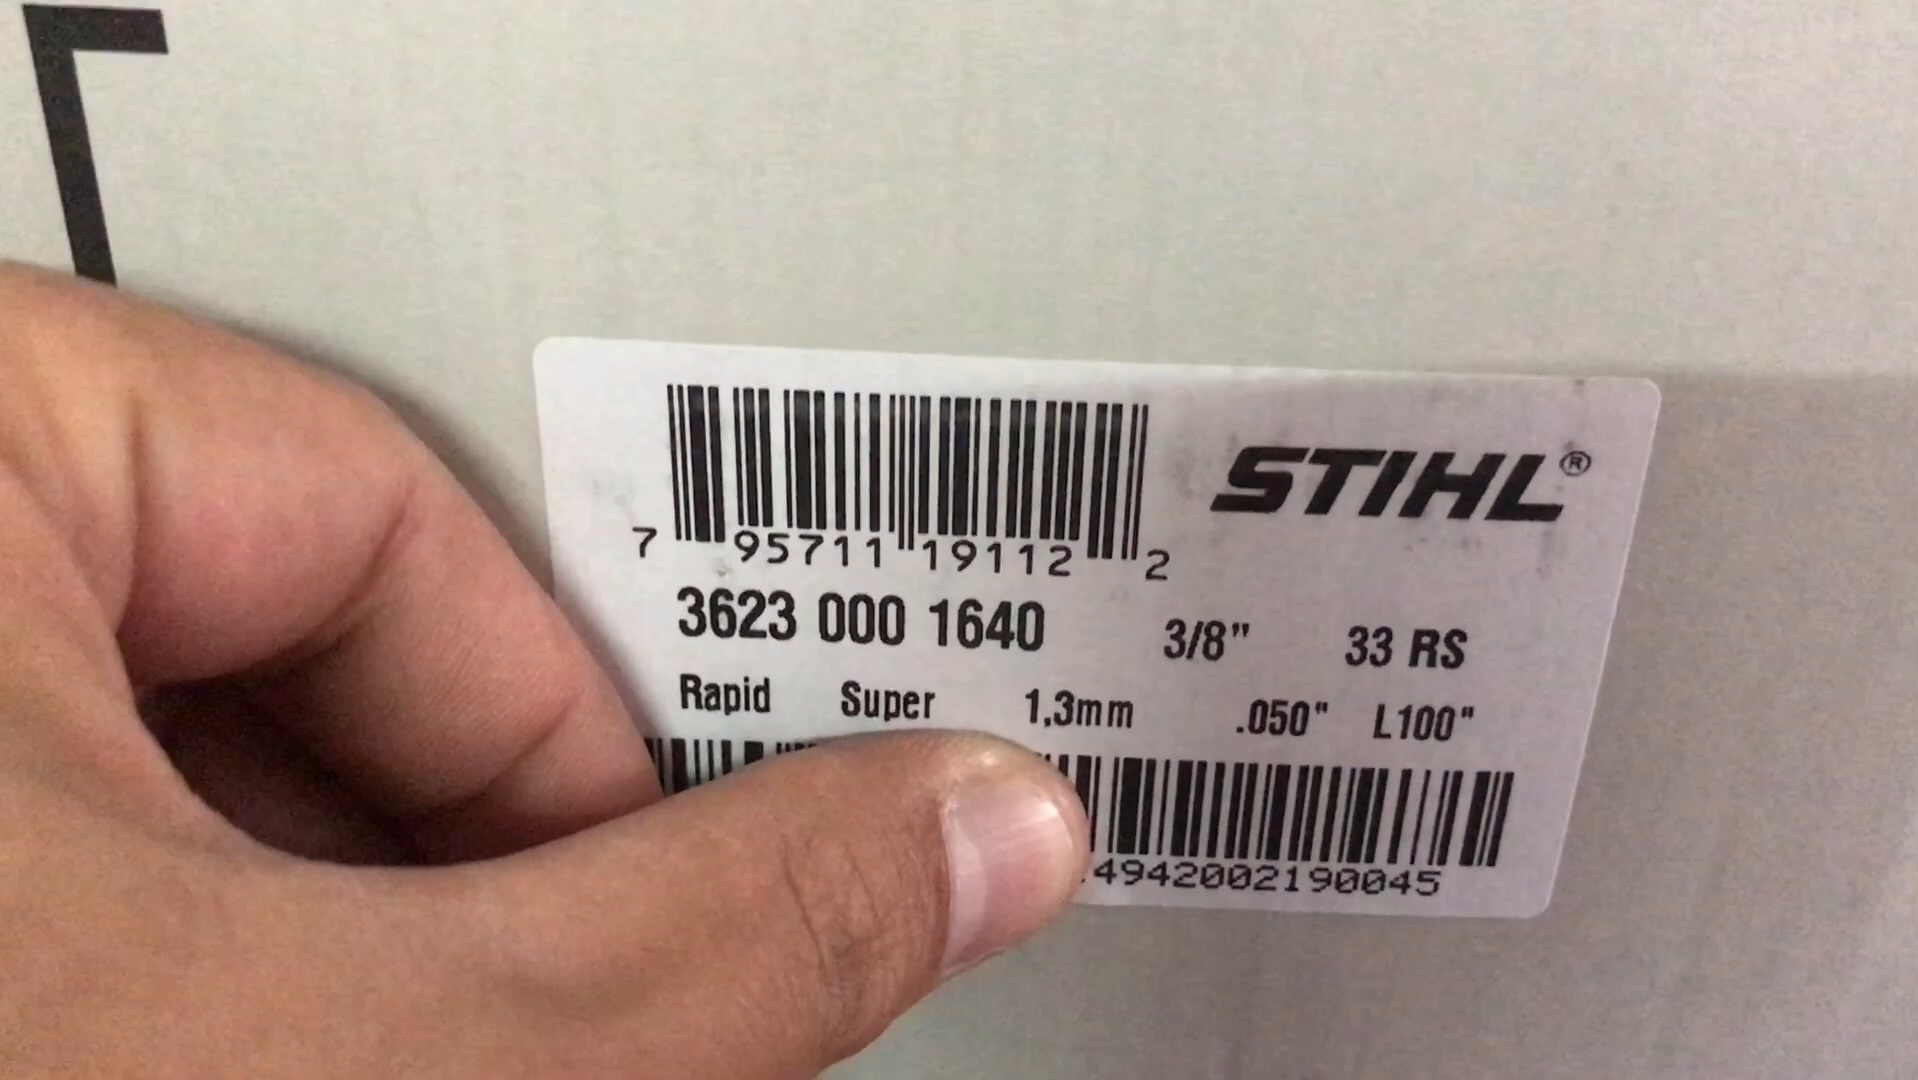 STIHL®
7 95711 19112 2
3623 000 1640 3/8" 33 RS
Rapid Super 1,3mm .050" L100"
4942002190045